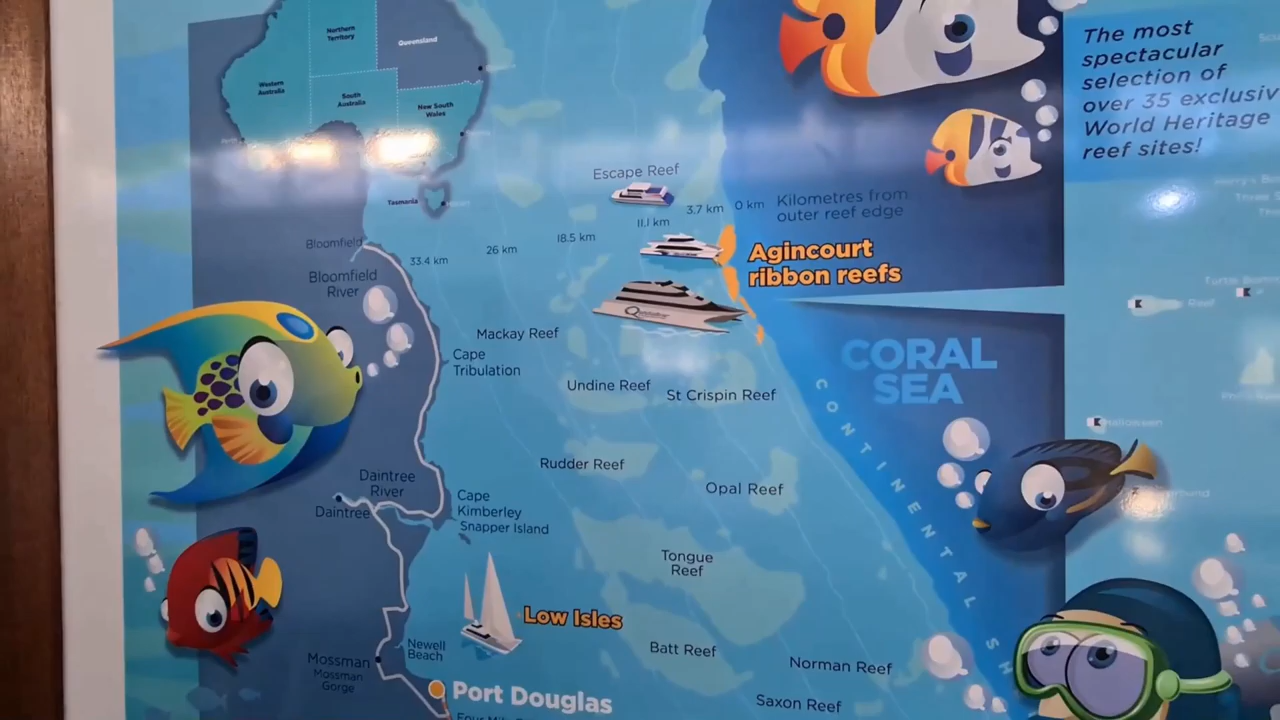 Northern
Territory
Queensland
Western
Australia
South
Australia
New South
Wales
Tasmania
The most
spectacular
selection of
over 35 exclusiv
World Heritage
reef sites!
Escape Reef
Kilometres from
outer reef edge
0 km
3.7 km
11.1 km
18.5 km
26 km
33.4 km
Agincourt
ribbon reefs
Bloomfield
Bloomfield
River
Quicksilver
Mackay Reef
Cape
Tribulation
CORAL
SEA
Undine Reef
St Crispin Reef
Reef
CONTINENTAL SH
Rudder Reef
Opal Reef
Daintree
River
Daintree
Cape
Kimberley
Snapper Island
Tongue
Reef
Low Isles
Newell
Beach
Batt Reef
Norman Reef
Mossman
Mossman
Gorge
Port Douglas
Saxon Reef